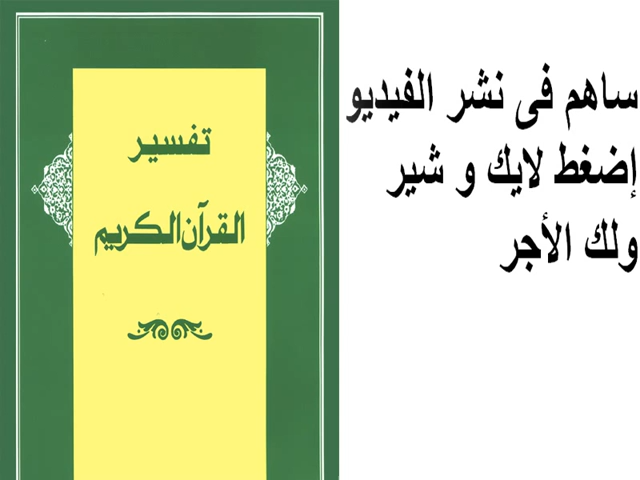 تفسير
القرآن الكريم
ساهم فى نشر الفيديو
إضغط لايك و شير
ولك الأجر